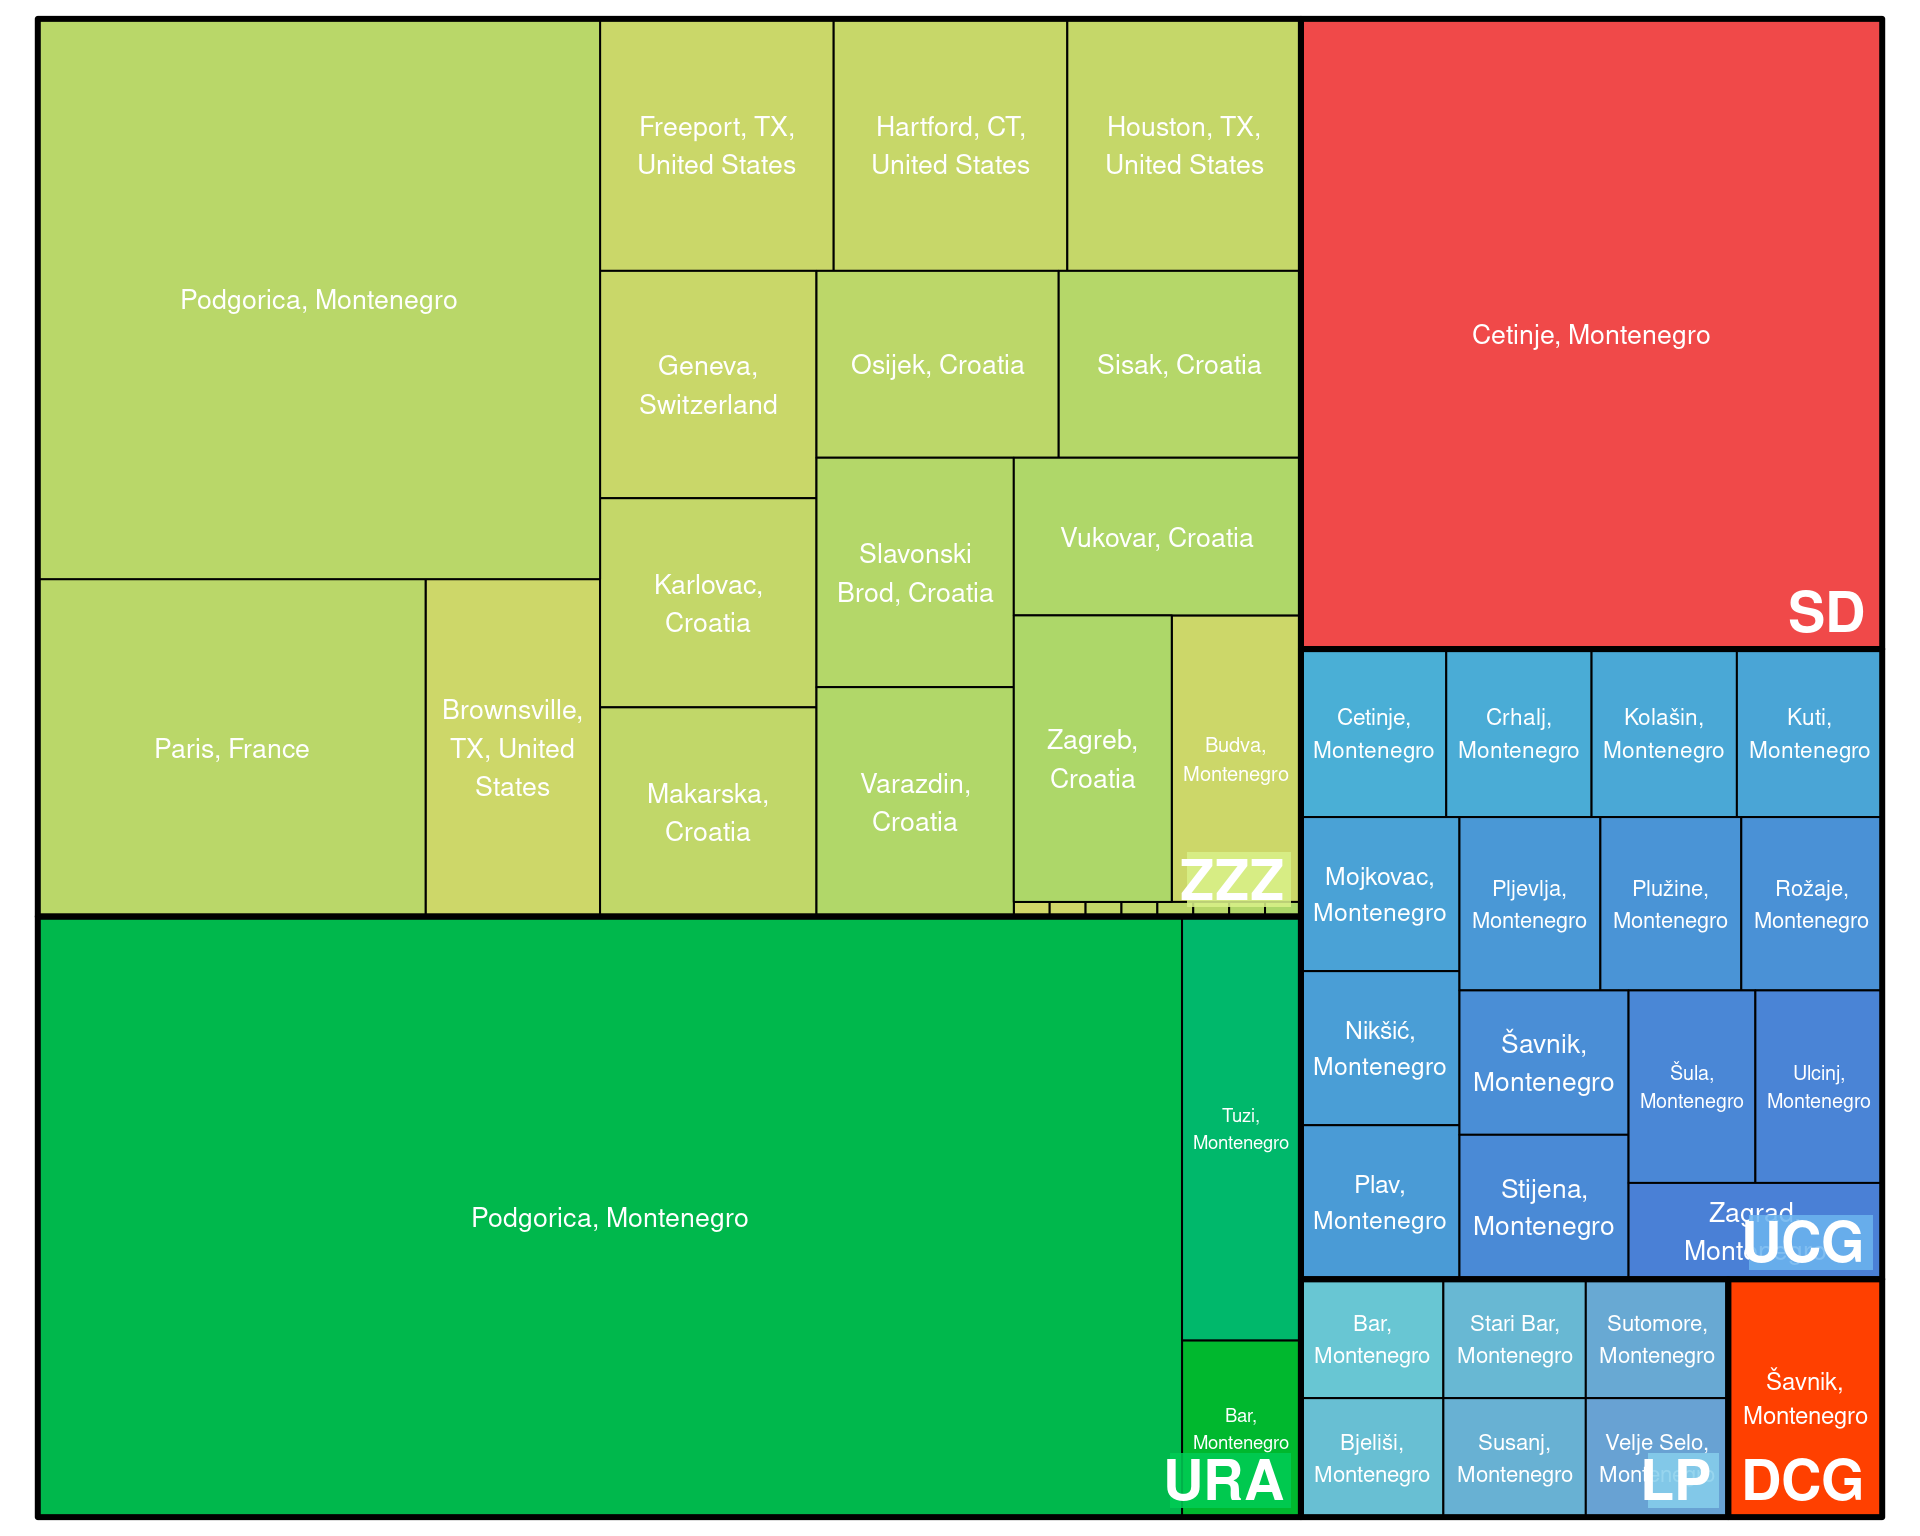 Podgorica, Montenegro
Paris, France
Brownsville,
TX, United
States
Freeport, TX,
United States
Hartford, CT,
United States
Houston, TX,
United States
Geneva,
Switzerland
Osijek, Croatia
Sisak, Croatia
Karlovac,
Croatia
Slavonski
Brod, Croatia
Vukovar, Croatia
Makarska,
Croatia
Varazdin,
Croatia
Zagreb,
Croatia
Budva,
Montenegro
ZZZ
Podgorica, Montenegro
Tuzi,
Montenegro
Bar,
Montenegro
URA
Cetinje, Montenegro
SD
Cetinje,
Montenegro
Crhalj,
Montenegro
Kolašin,
Montenegro
Kuti,
Montenegro
Mojkovac,
Montenegro
Pljevlja,
Montenegro
Plužine,
Montenegro
Rožaje,
Montenegro
Nikšić,
Montenegro
Šavnik,
Montenegro
Šula,
Montenegro
Ulcinj,
Montenegro
Plav,
Montenegro
Stijena,
Montenegro
Zagrad,
Montenegro
UCG
Bar,
Montenegro
Stari Bar,
Montenegro
Sutomore,
Montenegro
Bjeliši,
Montenegro
Susanj,
Montenegro
Velje Selo,
Montenegro
LP
Šavnik,
Montenegro
DCG